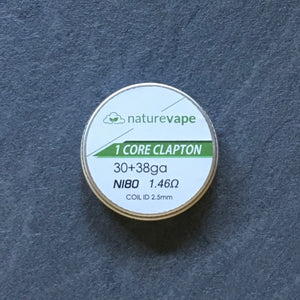 naturevape
1 CORE CLAPTON
30+38ga
NI80 1.46Ω
COIL ID 2.5mm